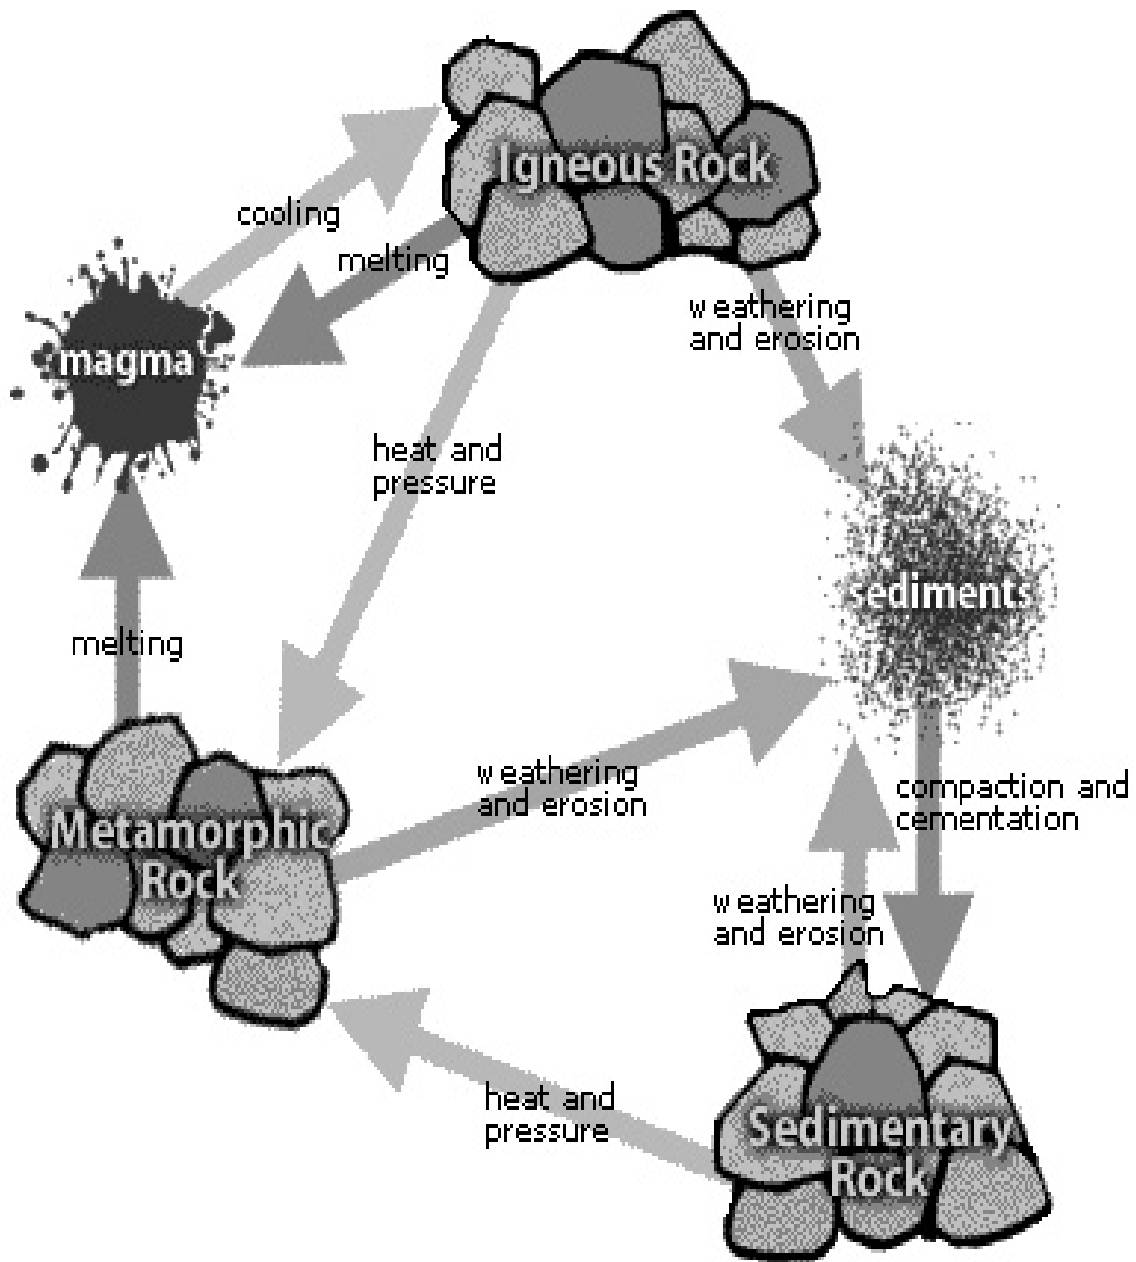 Igneous Rock
cooling
melting
weathering
and erosion
magma
heat and
pressure
sediments
melting
weathering
and erosion
compaction and
cementation
Metamorphic
Rock
weathering
and erosion
heat and
pressure
Sedimentary
Rock